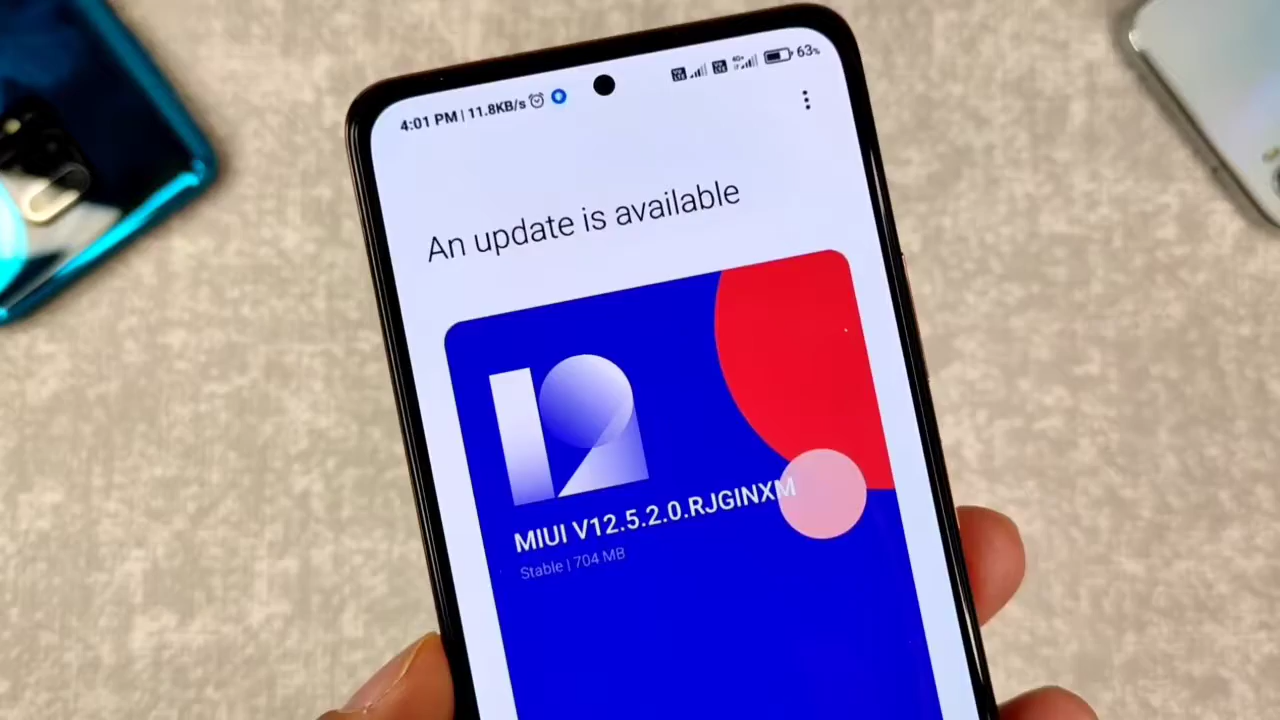 4:01 PM | 11.8KB/s 63%
An update is available
12
MIUI V12.5.2.0.RJGINXM
Stable | 704 MB